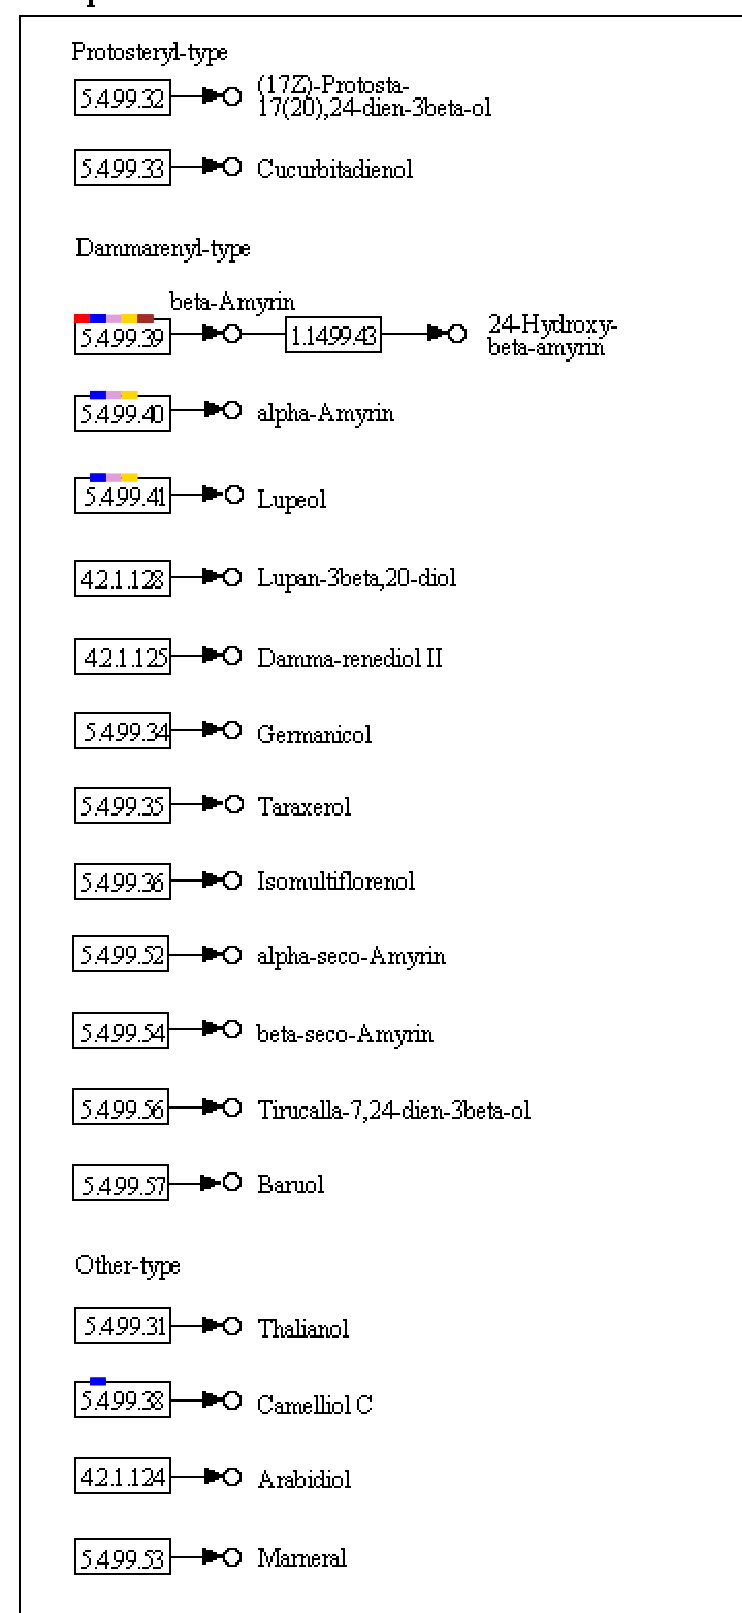 Protosteryl-type
5.4.99.32 (17Z)-Protosta-
17(20),24-dien-3beta-ol
5.4.99.33 Cucurbitadienol
Dammarenyl-type
beta-Amyrin
5.4.99.39 1.14.99.43 24-Hydroxy-
beta-amyrin
5.4.99.40 alpha-Amyrin
5.4.99.41 Lupeol
4.2.1.128 Lupan-3beta,20-diol
4.2.1.125 Damma-renediol II
5.4.99.34 Germanicol
5.4.99.35 Taraxerol
5.4.99.36 Isomultiflorenol
5.4.99.52 alpha-seco-Amyrin
5.4.99.54 beta-seco-Amyrin
5.4.99.56 Tirucalla-7,24-dien-3beta-ol
5.4.99.57 Baruol
Other-type
5.4.99.31 Thalianol
5.4.99.38 Camelliol C
4.2.1.124 Arabidiol
5.4.99.53 Marneral